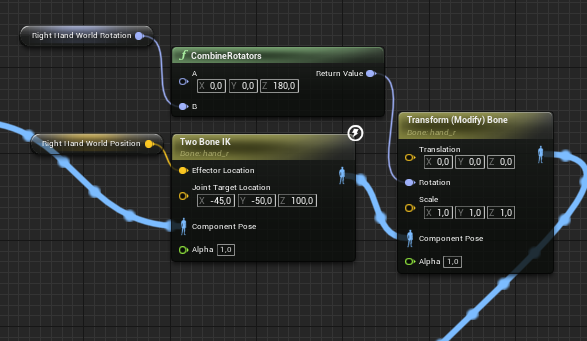 Right Hand World Rotation
CombineRotators
A
X 0,0 Y 0,0 Z 180,0
B
Return Value
Right Hand World Position
Two Bone IK
Bone: hand_r
Effector Location
Joint Target Location
X -45,0 Y -50,0 Z 100,0
Component Pose
Alpha 1,0
Transform (Modify) Bone
Bone: hand_r
Translation
X 0,0 Y 0,0 Z 0,0
Rotation
Scale
X 1,0 Y 1,0 Z 1,0
Component Pose
Alpha 1,0